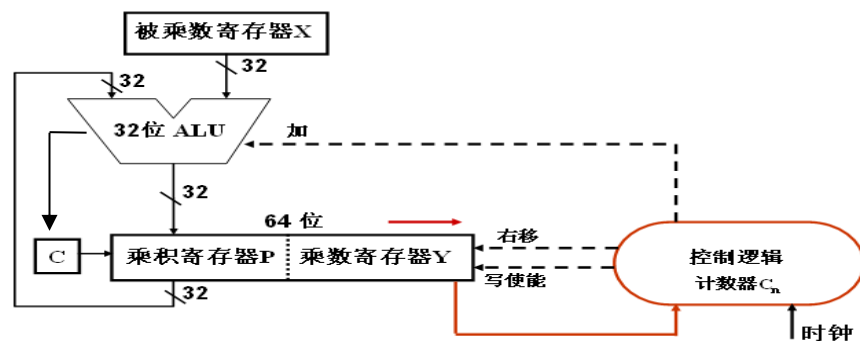 被乘数寄存器X
32
32
32位 ALU
加
32
64 位
C
乘积寄存器P
乘数寄存器Y
右移
写使能
控制逻辑
计数器Cn
32
时钟